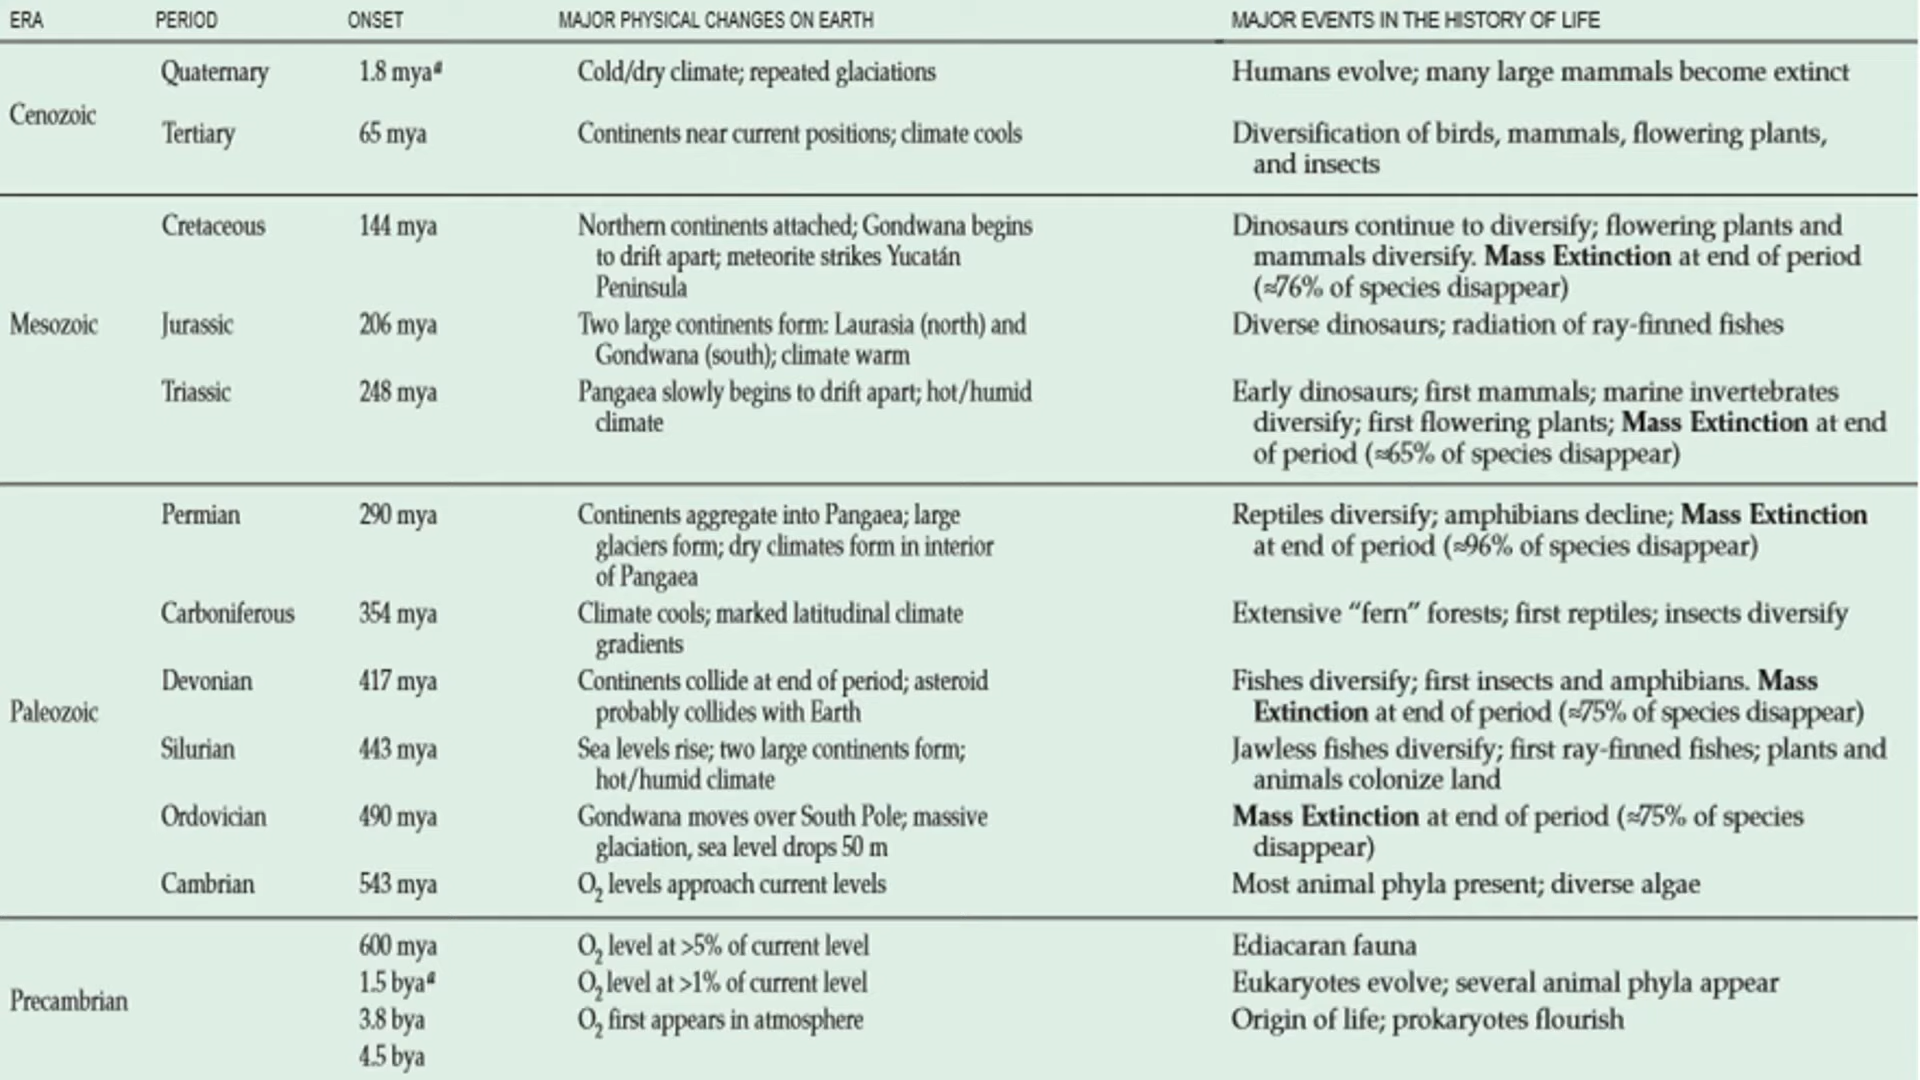 ERA PERIOD ONSET MAJOR PHYSICAL CHANGES ON EARTH MAJOR EVENTS IN THE HISTORY OF LIFE
Cenozoic
Quaternary 1.8 myaª Cold/dry climate; repeated glaciations Humans evolve; many large mammals become extinct
Tertiary 65 mya Continents near current positions; climate cools Diversification of birds, mammals, flowering plants,
and insects
Mesozoic
Cretaceous 144 mya Northern continents attached; Gondwana begins Dinosaurs continue to diversify; flowering plants and
to drift apart; meteorite strikes Yucatán mammals diversify. Mass Extinction at end of period
Peninsula (≈76% of species disappear)
Jurassic 206 mya Two large continents form: Laurasia (north) and Diverse dinosaurs; radiation of ray-finned fishes
Gondwana (south); climate warm
Triassic 248 mya Pangaea slowly begins to drift apart; hot/humid Early dinosaurs; first mammals; marine invertebrates
climate diversify; first flowering plants; Mass Extinction at end
of period (≈65% of species disappear)
Paleozoic
Permian 290 mya Continents aggregate into Pangaea; large Reptiles diversify; amphibians decline; Mass Extinction
glaciers form; dry climates form in interior at end of period (≈96% of species disappear)
of Pangaea
Carboniferous 354 mya Climate cools; marked latitudinal climate Extensive “fern” forests; first reptiles; insects diversify
gradients
Devonian 417 mya Continents collide at end of period; asteroid Fishes diversify; first insects and amphibians. Mass
probably collides with Earth Extinction at end of period (≈75% of species disappear)
Silurian 443 mya Sea levels rise; two large continents form; Jawless fishes diversify; first ray-finned fishes; plants and
hot/humid climate animals colonize land
Ordovician 490 mya Gondwana moves over South Pole; massive Mass Extinction at end of period (≈75% of species
glaciation, sea level drops 50 m disappear)
Cambrian 543 mya O₂ levels approach current levels Most animal phyla present; diverse algae
Precambrian
600 mya O₂ level at >5% of current level Ediacaran fauna
1.5 byaª O₂ level at >1% of current level Eukaryotes evolve; several animal phyla appear
3.8 bya O₂ first appears in atmosphere Origin of life; prokaryotes flourish
4.5 bya